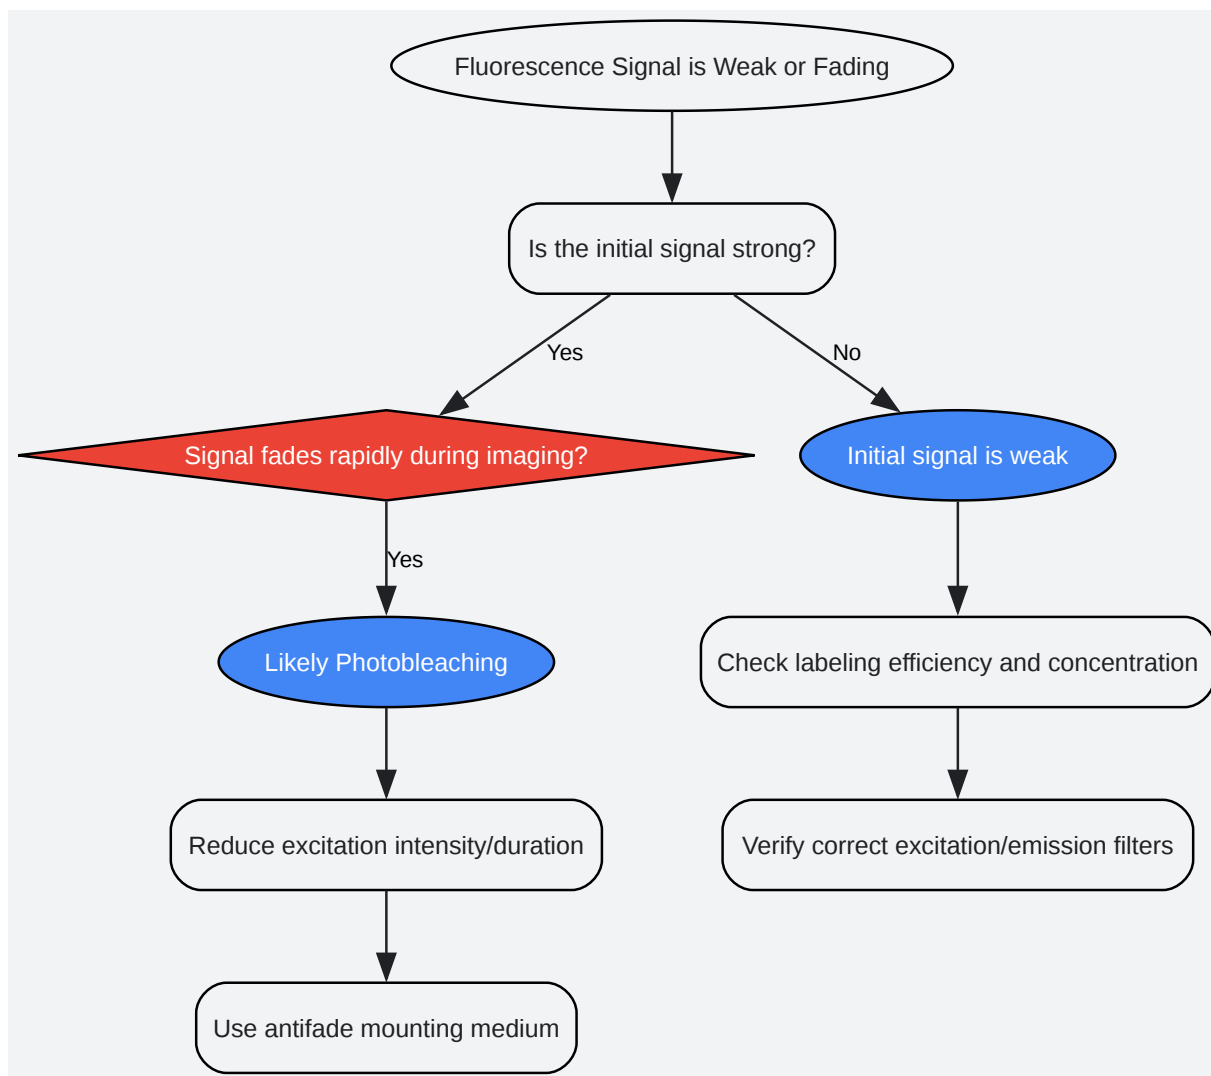 Fluorescence Signal is Weak or Fading
Is the initial signal strong?
Yes
No
Signal fades rapidly during imaging?
Initial signal is weak
Yes
Likely Photobleaching
Check labeling efficiency and concentration
Reduce excitation intensity/duration
Verify correct excitation/emission filters
Use antifade mounting medium